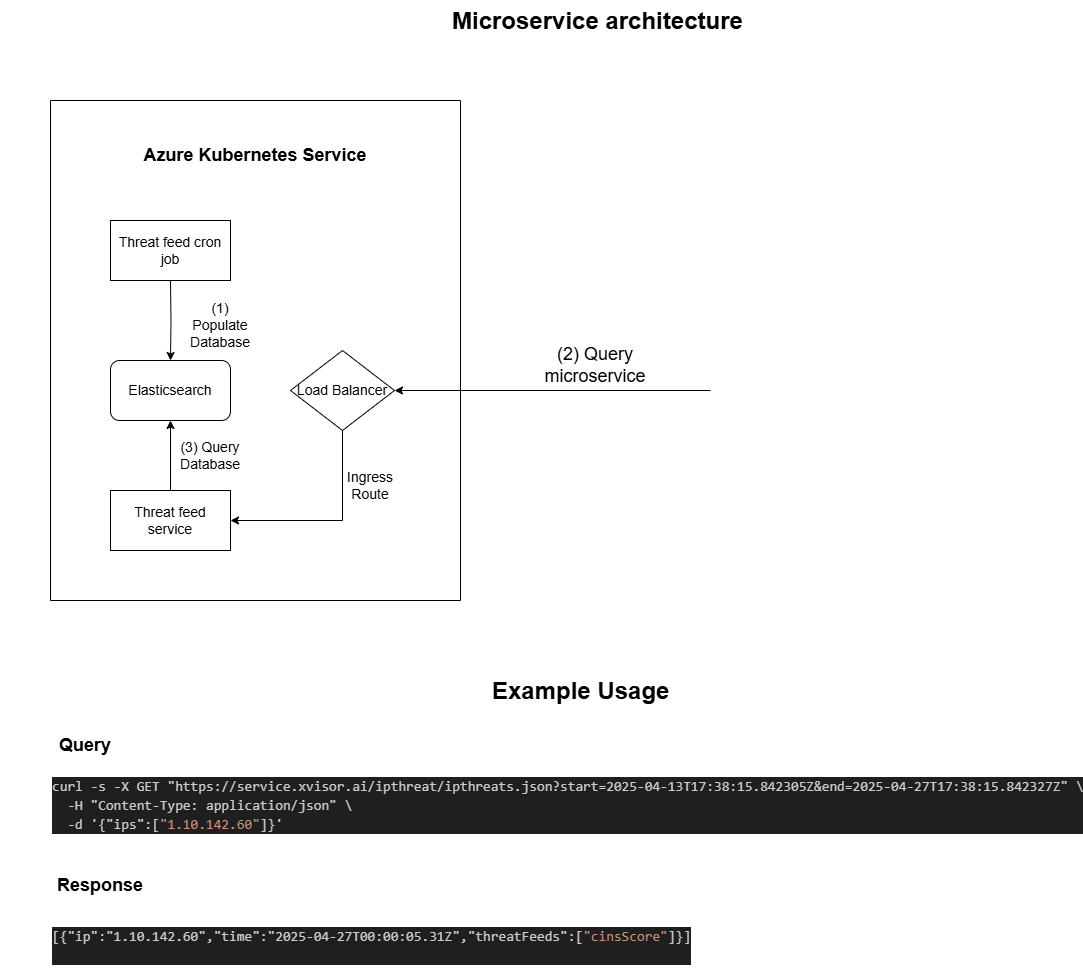 Microservice architecture
Azure Kubernetes Service
Threat feed cron
job
(1)
Populate
Database
Elasticsearch
Load Balancer
(2) Query
microservice
(3) Query
Database
Ingress
Route
Threat feed
service
Example Usage
Query
curl -s -X GET "https://service.xvisor.ai/ipthreat/ipthreats.json?start=2025-04-13T17:38:15.842305Z&end=2025-04-27T17:38:15.842327Z" \
-H "Content-Type: application/json" \
-d '{"ips":["1.10.142.60"]}'
Response
[{"ip":"1.10.142.60","time":"2025-04-27T00:00:05.31Z","threatFeeds":["cinsScore"]}]